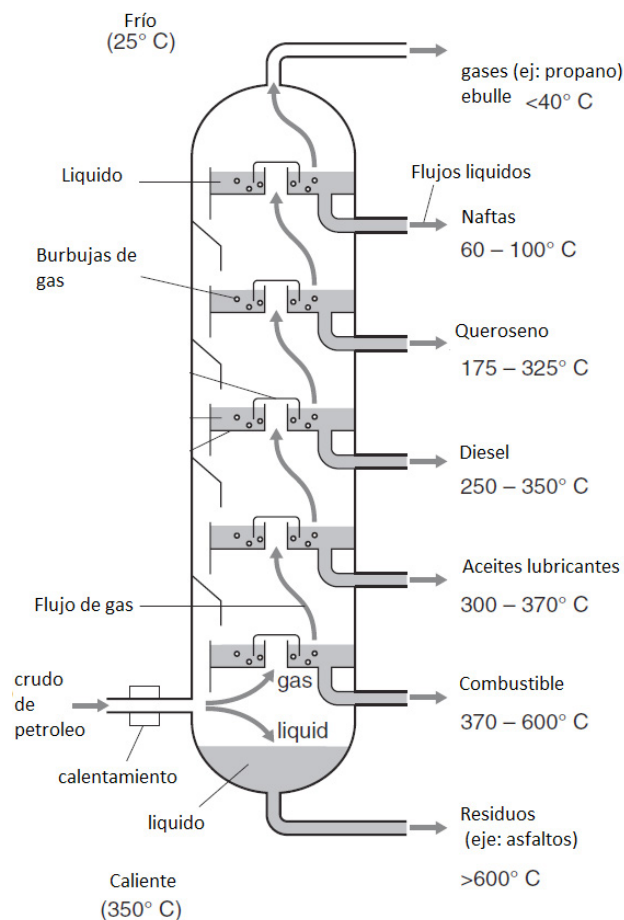 Frío
(25° C)
gases (ej: propano)
ebulle <40° C
Liquido
Flujos liquidos
Naftas
60 – 100° C
Burbujas de
gas
Queroseno
175 – 325° C
Diesel
250 – 350° C
Aceites lubricantes
300 – 370° C
Flujo de gas
crudo
de
petroleo
gas
liquid
Combustible
370 – 600° C
calentamiento
liquido
Residuos
(eje: asfaltos)
>600° C
Caliente
(350° C)